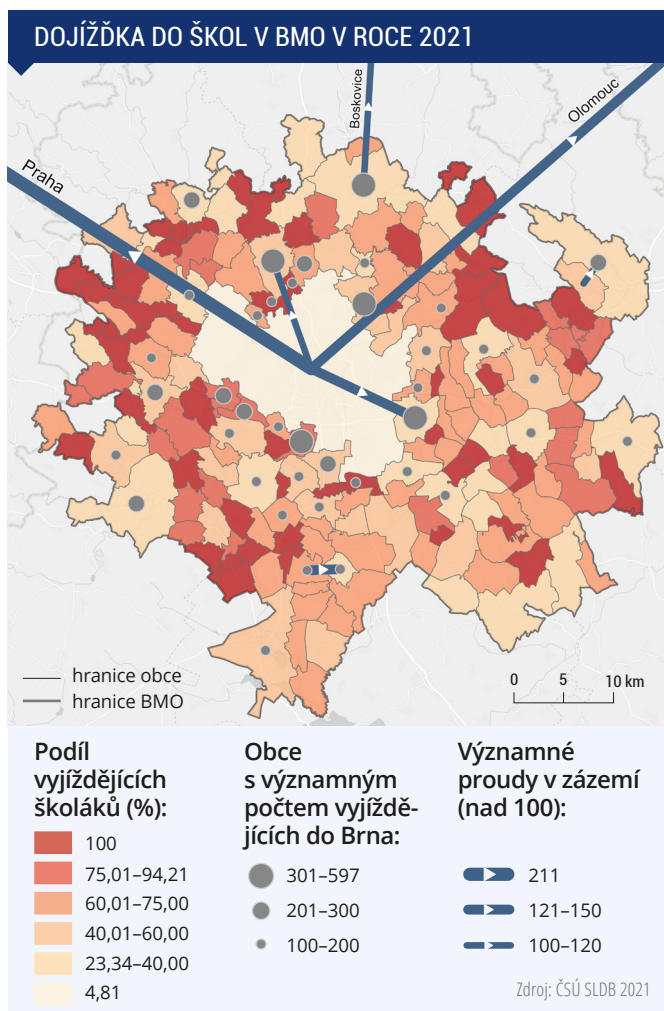 DOJÍŽĎKA DO ŠKOL V BMO V ROCE 2021
Boskovice
Olomouc
Praha
hranice obce
hranice BMO
0 5 10 km
Podíl
vyjíždějících
školáků (%):
100
75,01–94,21
60,01–75,00
40,01–60,00
23,34–40,00
4,81
Obce
s významným
počtem vyjíždě-
jících do Brna:
301–597
201–300
100–200
Významné
proudy v zázemí
(nad 100):
211
121–150
100–120
Zdroj: ČSÚ SLDB 2021